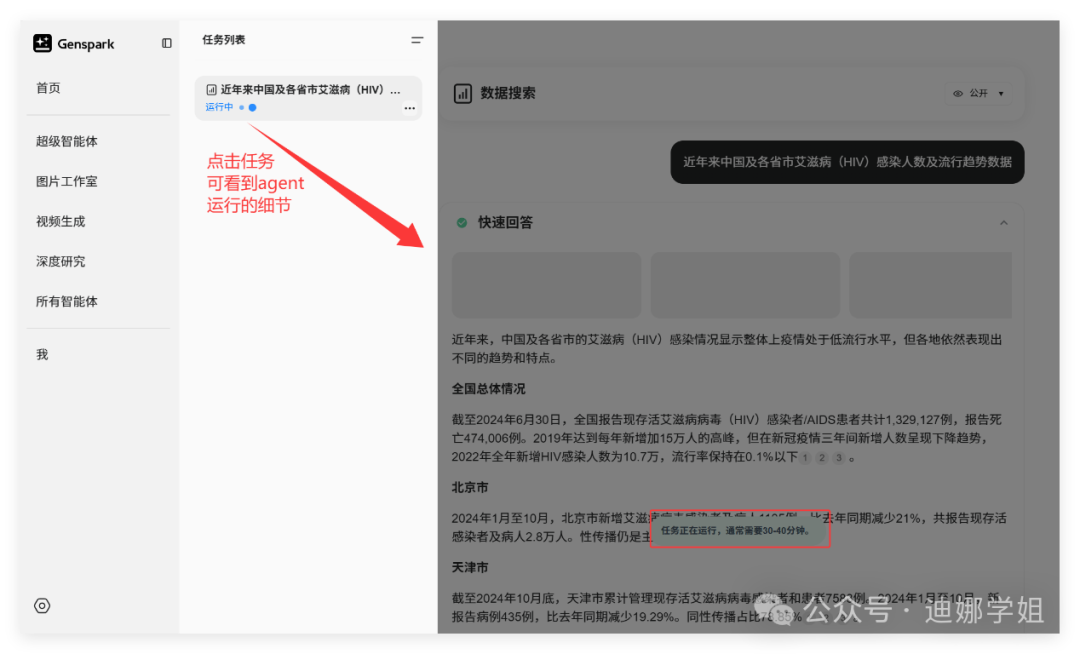 Genspark
首页
超级智能体
图片工作室
视频生成
深度研究
所有智能体
我
任务列表
近年来中国及各省市艾滋病（HIV）...
运行中
点击任务
可看到agent
运行的细节
数据搜索
公开
近年来中国及各省市艾滋病（HIV）感染人数及流行趋势数据
快速回答
近年来，中国及各省市的艾滋病（HIV）感染情况显示整体上疫情处于低流行水平，但各地依然表现出
不同的趋势和特点。
全国总体情况
截至2024年6月30日，全国报告现存活艾滋病病毒（HIV）感染者/AIDS患者共计1,329,127例，报告死
亡474,006例。2019年达到每年新增加15万人的高峰，但在新冠疫情三年间新增人数呈现下降趋势，
2022年全年新增HIV感染人数为10.7万，流行率保持在0.1%以下 1 2 3 。
北京市
2024年1月至10月，北京市新增艾滋病病毒感染者及病人1195例，比去年同期减少21%，共报告现存活
感染者及病人2.8万人。性传播仍是主
任务正在运行，通常需要30-40分钟。
天津市
截至2024年10月底，天津市累计管理现存活艾滋病病毒感 者和患者7589例。2024年1月至10月，新
报告病例435例，比去年同期减少19.29%。同性传播占比
公众号 · 迪娜学姐